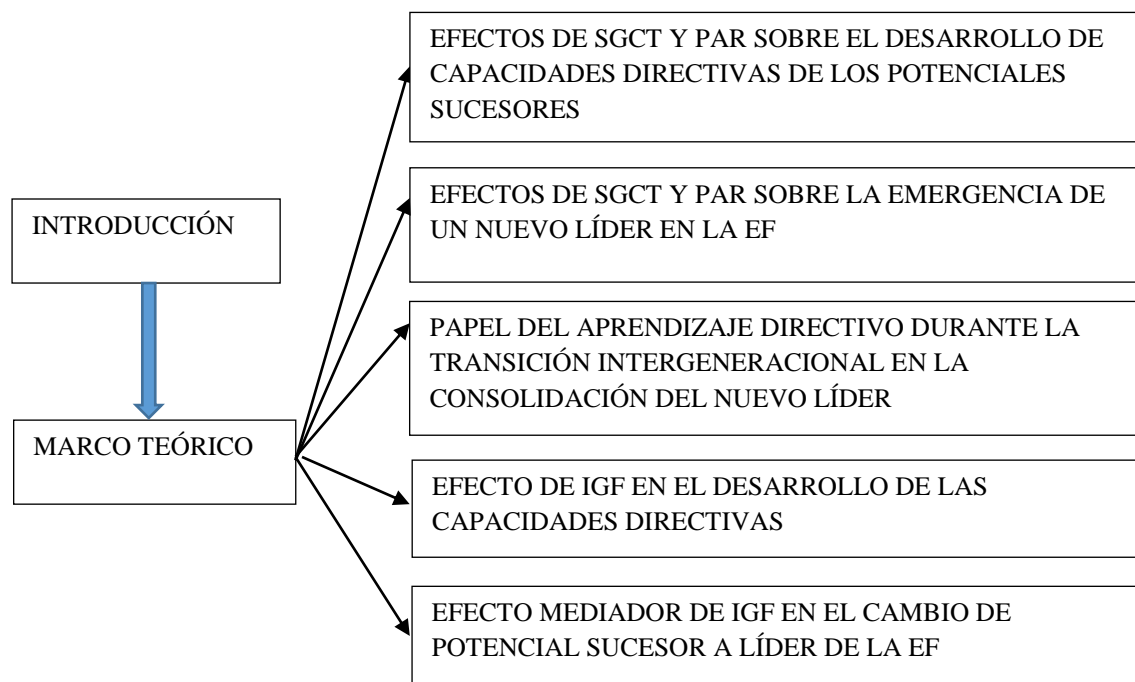 INTRODUCCIÓN
MARCO TEÓRICO
EFECTOS DE SGCT Y PAR SOBRE EL DESARROLLO DE
CAPACIDADES DIRECTIVAS DE LOS POTENCIALES
SUCESORES
EFECTOS DE SGCT Y PAR SOBRE LA EMERGENCIA DE
UN NUEVO LÍDER EN LA EF
PAPEL DEL APRENDIZAJE DIRECTIVO DURANTE LA
TRANSICIÓN INTERGENERACIONAL EN LA
CONSOLIDACIÓN DEL NUEVO LÍDER
EFECTO DE IGF EN EL DESARROLLO DE LAS
CAPACIDADES DIRECTIVAS
EFECTO MEDIADOR DE IGF EN EL CAMBIO DE
POTENCIAL SUCESOR A LÍDER DE LA EF